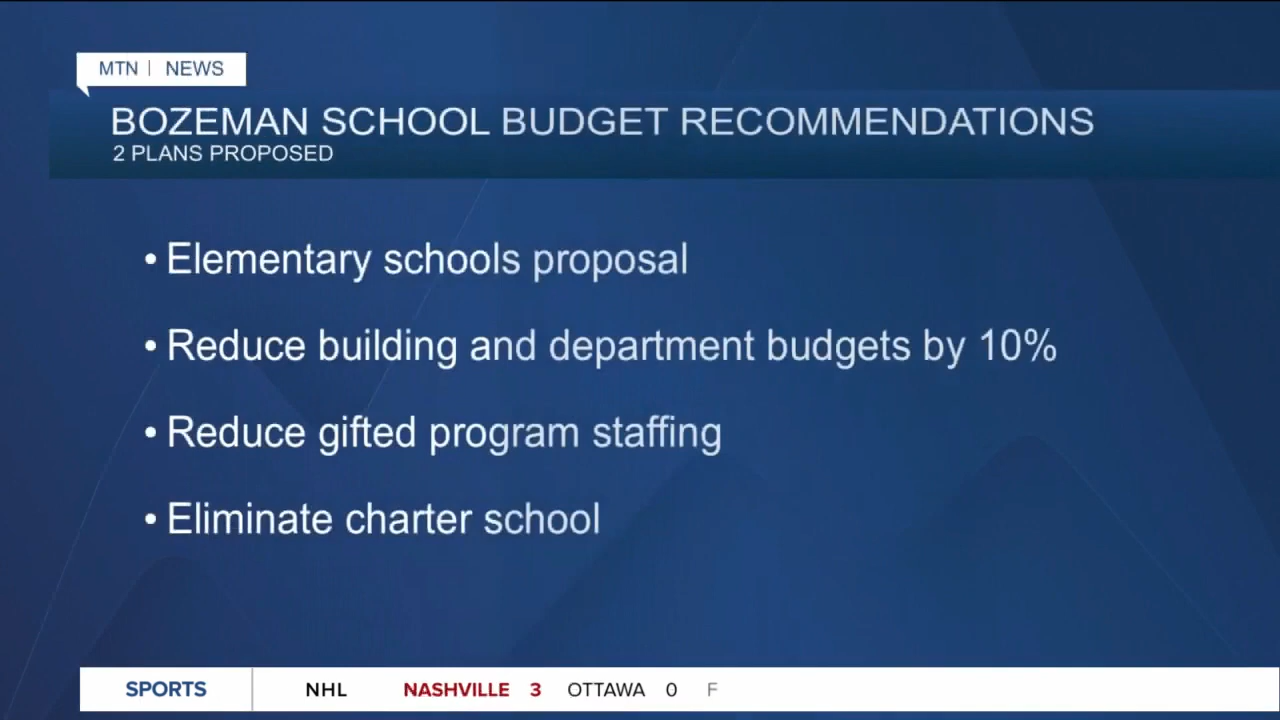 MTN | NEWS
BOZEMAN SCHOOL BUDGET RECOMMENDATIONS
2 PLANS PROPOSED
• Elementary schools proposal
• Reduce building and department budgets by 10%
• Reduce gifted program staffing
• Eliminate charter school
SPORTS NHL NASHVILLE 3 OTTAWA 0 F